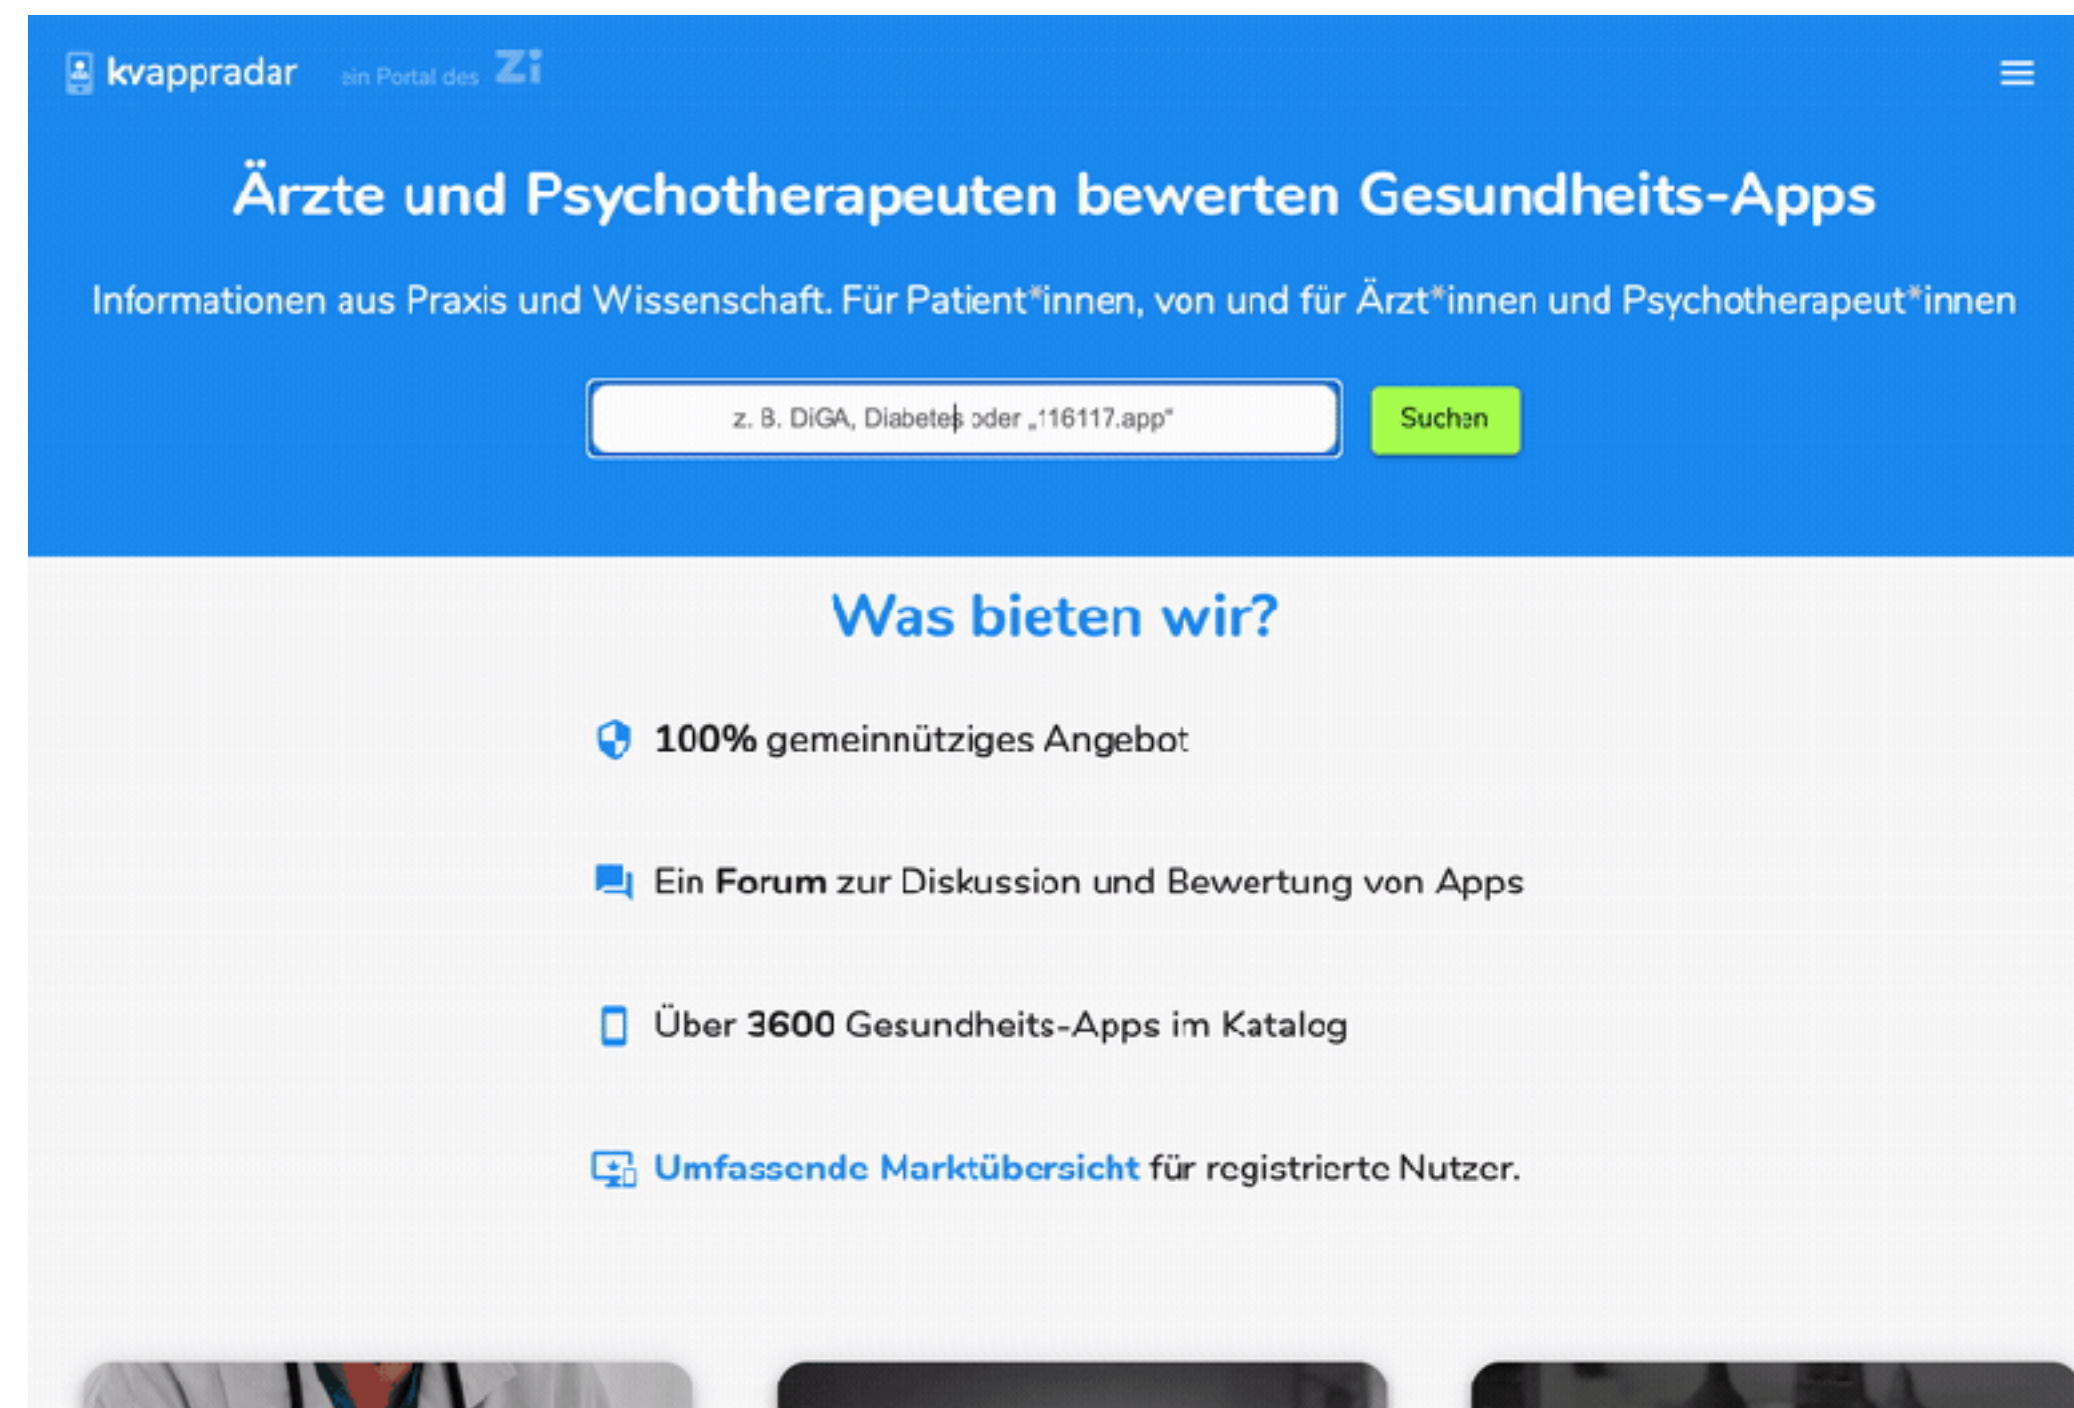 kvappradar ein Portal des Zi
Ärzte und Psychotherapeuten bewerten Gesundheits-Apps
Informationen aus Praxis und Wissenschaft. Für Patient*innen, von und für Ärzt*innen und Psychotherapeut*innen
z. B. DiGA, Diabetes oder „116117.app“ Suchen
Was bieten wir?
100% gemeinnütziges Angebot
Ein Forum zur Diskussion und Bewertung von Apps
Über 3600 Gesundheits-Apps im Katalog
Umfassende Marktübersicht für registrierte Nutzer.